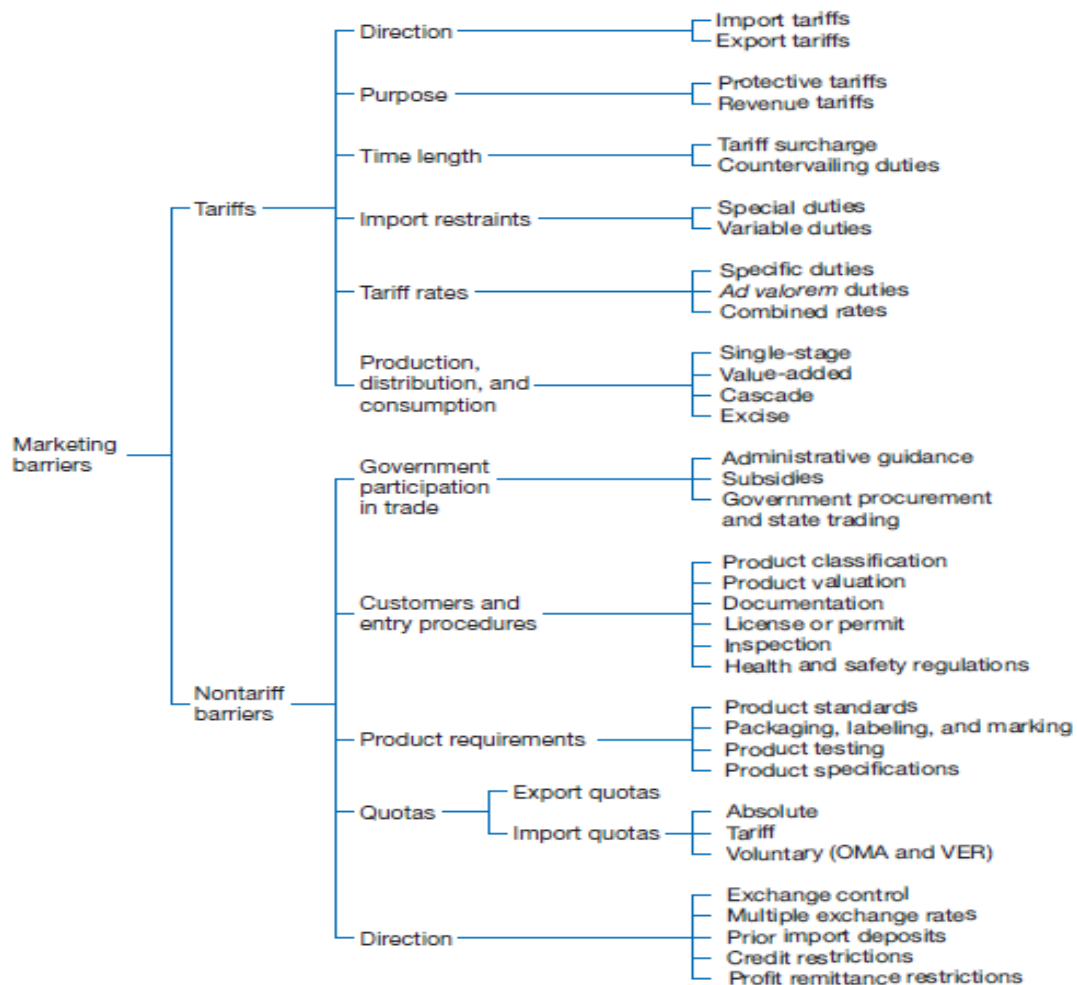 Marketing
barriers
Tariffs
Direction
Import tariffs
Export tariffs
Purpose
Protective tariffs
Revenue tariffs
Time length
Tariff surcharge
Countervailing duties
Import restraints
Special duties
Variable duties
Tariff rates
Specific duties
Ad valorem duties
Combined rates
Production,
distribution, and
consumption
Single-stage
Value-added
Cascade
Excise
Nontariff
barriers
Government
participation
in trade
Administrative guidance
Subsidies
Government procurement
and state trading
Customers and
entry procedures
Product classification
Product valuation
Documentation
License or permit
Inspection
Health and safety regulations
Product requirements
Product standards
Packaging, labeling, and marking
Product testing
Product specifications
Quotas
Export quotas
Import quotas
Absolute
Tariff
Voluntary (OMA and VER)
Direction
Exchange control
Multiple exchange rates
Prior import deposits
Credit restrictions
Profit remittance restrictions